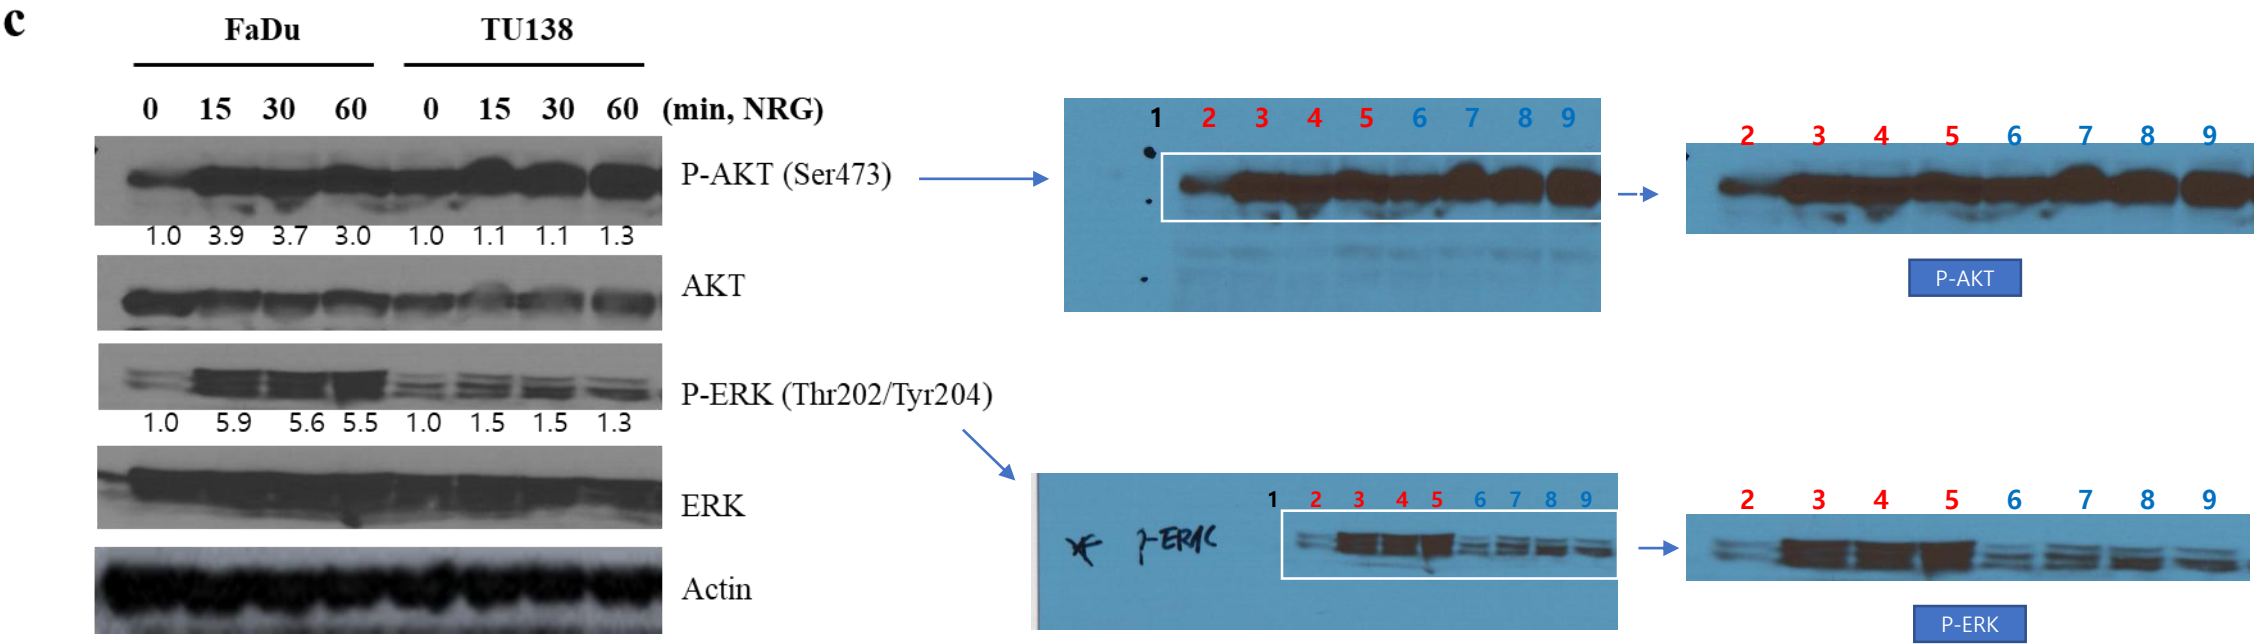 c
FaDu TU138
0 15 30 60 0 15 30 60 (min, NRG)
P-AKT (Ser473)
1.0 3.9 3.7 3.0 1.0 1.1 1.1 1.3
AKT
P-ERK (Thr202/Tyr204)
1.0 5.9 5.6 5.5 1.0 1.5 1.5 1.3
ERK
Actin
1 2 3 4 5 6 7 8 9
2 3 4 5 6 7 8 9
P-AKT
1 2 3 4 5 6 7 8 9
P-ERK
2 3 4 5 6 7 8 9
P-ERK